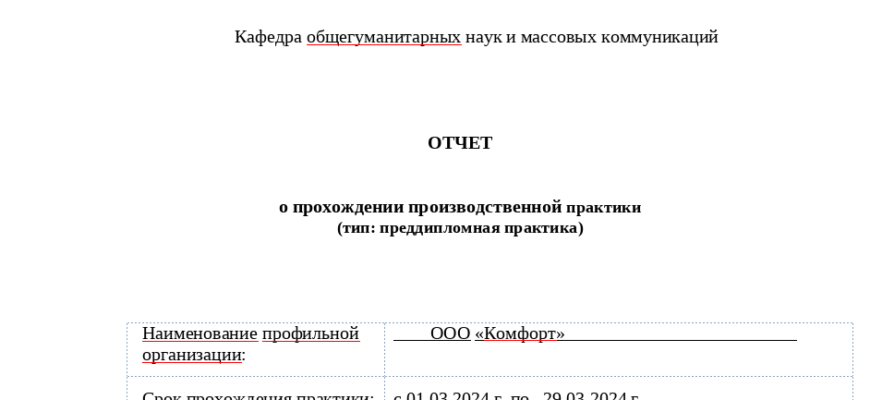 Кафедра общегуманитарных наук и массовых коммуникаций
ОТЧЕТ
о прохождении производственной практики
(тип: преддипломная практика)
Наименование профильной организации:
ООО «Комфорт»
Срок прохождения практики: с 01.03.2024 г. по 29.03.2024 г.